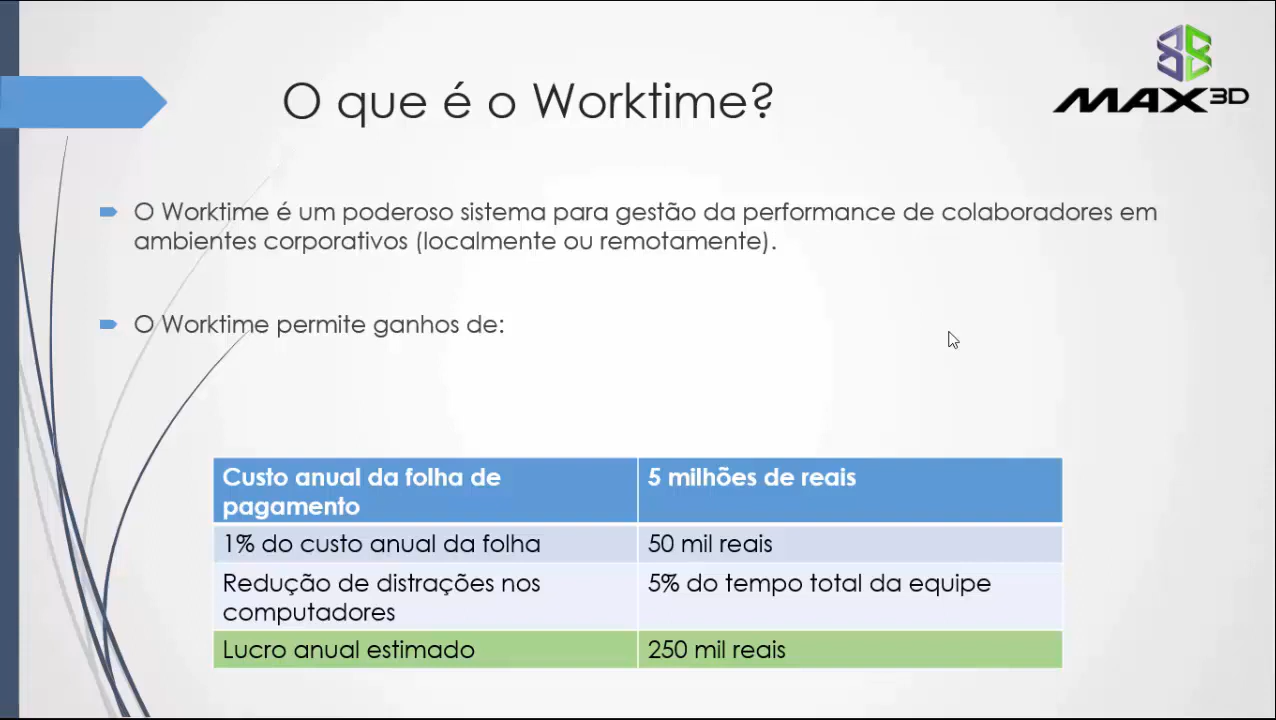 O que é o Worktime?
MAX3D
O Worktime é um poderoso sistema para gestão da performance de colaboradores em
ambientes corporativos (localmente ou remotamente).
O Worktime permite ganhos de:
Custo anual da folha de
pagamento
5 milhões de reais
1% do custo anual da folha
50 mil reais
Redução de distrações nos
computadores
5% do tempo total da equipe
Lucro anual estimado
250 mil reais